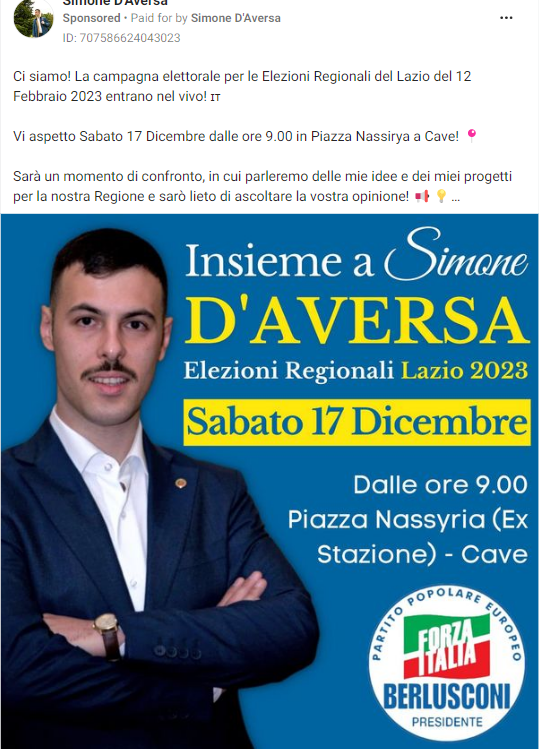 Simone D'Aversa
Sponsored • Paid for by Simone D'Aversa
ID: 707586624043023
Ci siamo! La campagna elettorale per le Elezioni Regionali del Lazio del 12
Febbraio 2023 entrano nel vivo! IT
Vi aspetto Sabato 17 Dicembre dalle ore 9.00 in Piazza Nassirya a Cave! 📍
Sarà un momento di confronto, in cui parleremo delle mie idee e dei miei progetti
per la nostra Regione e sarò lieto di ascoltare la vostra opinione! 📢 💡 ...
Insieme a Simone
D'AVERSA
Elezioni Regionali Lazio 2023
Sabato 17 Dicembre
Dalle ore 9.00
Piazza Nassyria (Ex
Stazione) - Cave
PARTITO POPOLARE EUROPEO
FORZA
ITALIA
BERLUSCONI
PRESIDENTE